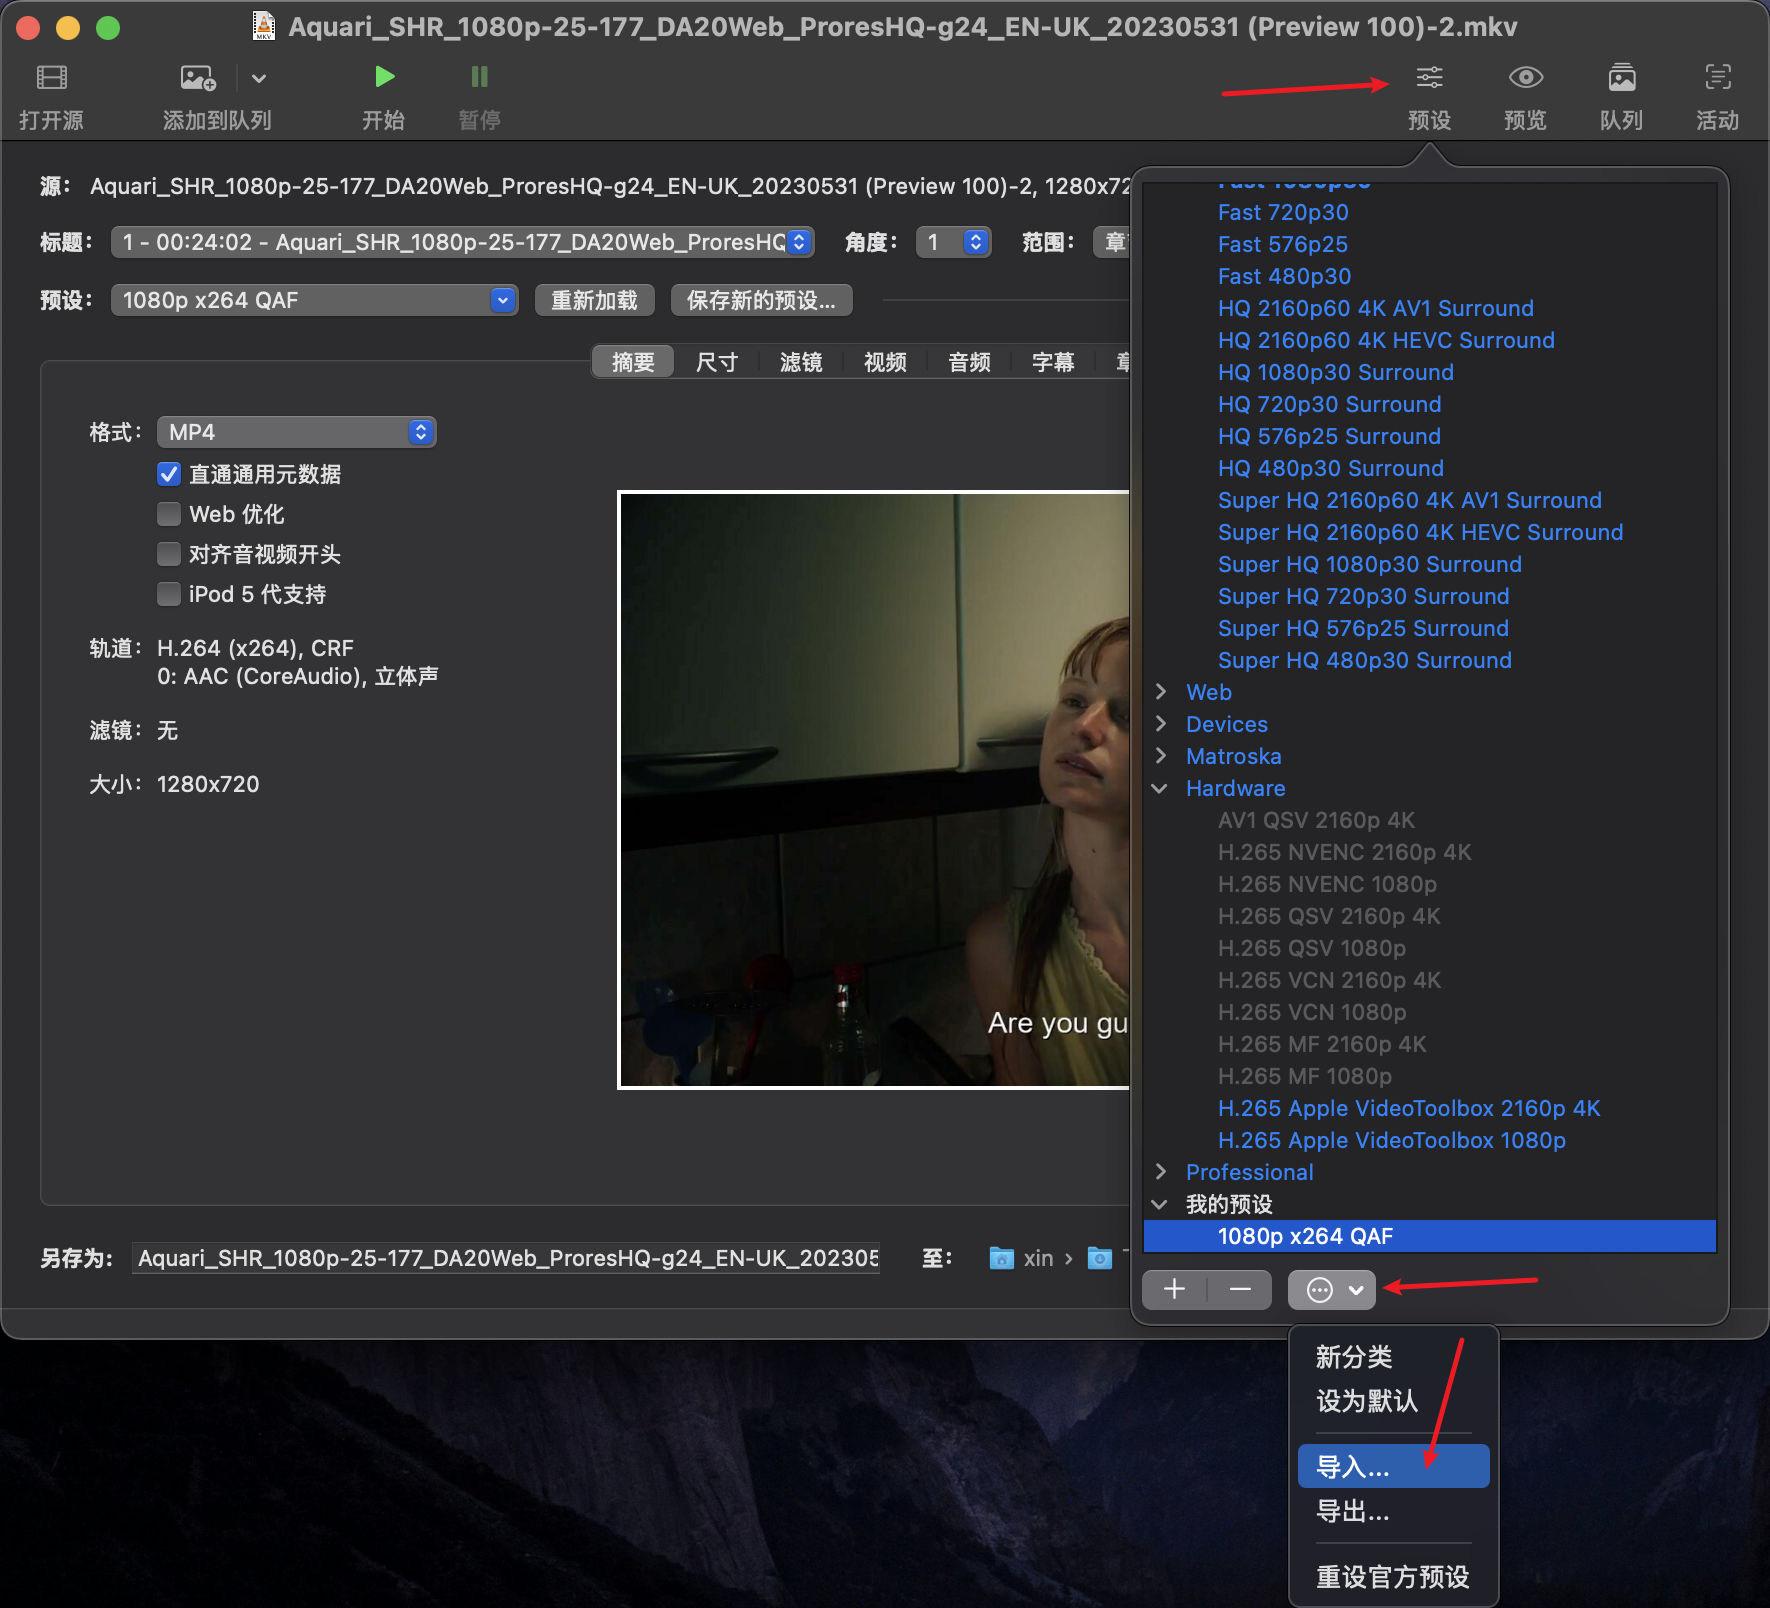 Aquari_SHR_1080p-25-177_DA20Web_ProresHQ-g24_EN-UK_20230531 (Preview 100)-2.mkv
打开源
添加到队列
开始
暂停
预设
预览
队列
活动
源： Aquari_SHR_1080p-25-177_DA20Web_ProresHQ-g24_EN-UK_20230531 (Preview 100)-2, 1280x72
标题： 1 - 00:24:02 - Aquari_SHR_1080p-25-177_DA20Web_ProresHQ 角度： 1 范围： 章
预设： 1080p x264 QAF 重新加载 保存新的预设...
摘要 尺寸 滤镜 视频 音频 字幕 章
格式： MP4
直通通用元数据
Web 优化
对齐音视频开头
iPod 5 代支持
轨道： H.264 (x264), CRF
0: AAC (CoreAudio), 立体声
滤镜： 无
大小： 1280x720
Are you gu
另存为: Aquari_SHR_1080p-25-177_DA20Web_ProresHQ-g24_EN-UK_202305 至： xin ›
Fast 720p30
Fast 576p25
Fast 480p30
HQ 2160p60 4K AV1 Surround
HQ 2160p60 4K HEVC Surround
HQ 1080p30 Surround
HQ 720p30 Surround
HQ 576p25 Surround
HQ 480p30 Surround
Super HQ 2160p60 4K AV1 Surround
Super HQ 2160p60 4K HEVC Surround
Super HQ 1080p30 Surround
Super HQ 720p30 Surround
Super HQ 576p25 Surround
Super HQ 480p30 Surround
Web
Devices
Matroska
Hardware
AV1 QSV 2160p 4K
H.265 NVENC 2160p 4K
H.265 NVENC 1080p
H.265 QSV 2160p 4K
H.265 QSV 1080p
H.265 VCN 2160p 4K
H.265 VCN 1080p
H.265 MF 2160p 4K
H.265 MF 1080p
H.265 Apple VideoToolbox 2160p 4K
H.265 Apple VideoToolbox 1080p
Professional
我的预设
1080p x264 QAF
新分类
设为默认
导入...
导出...
重设官方预设